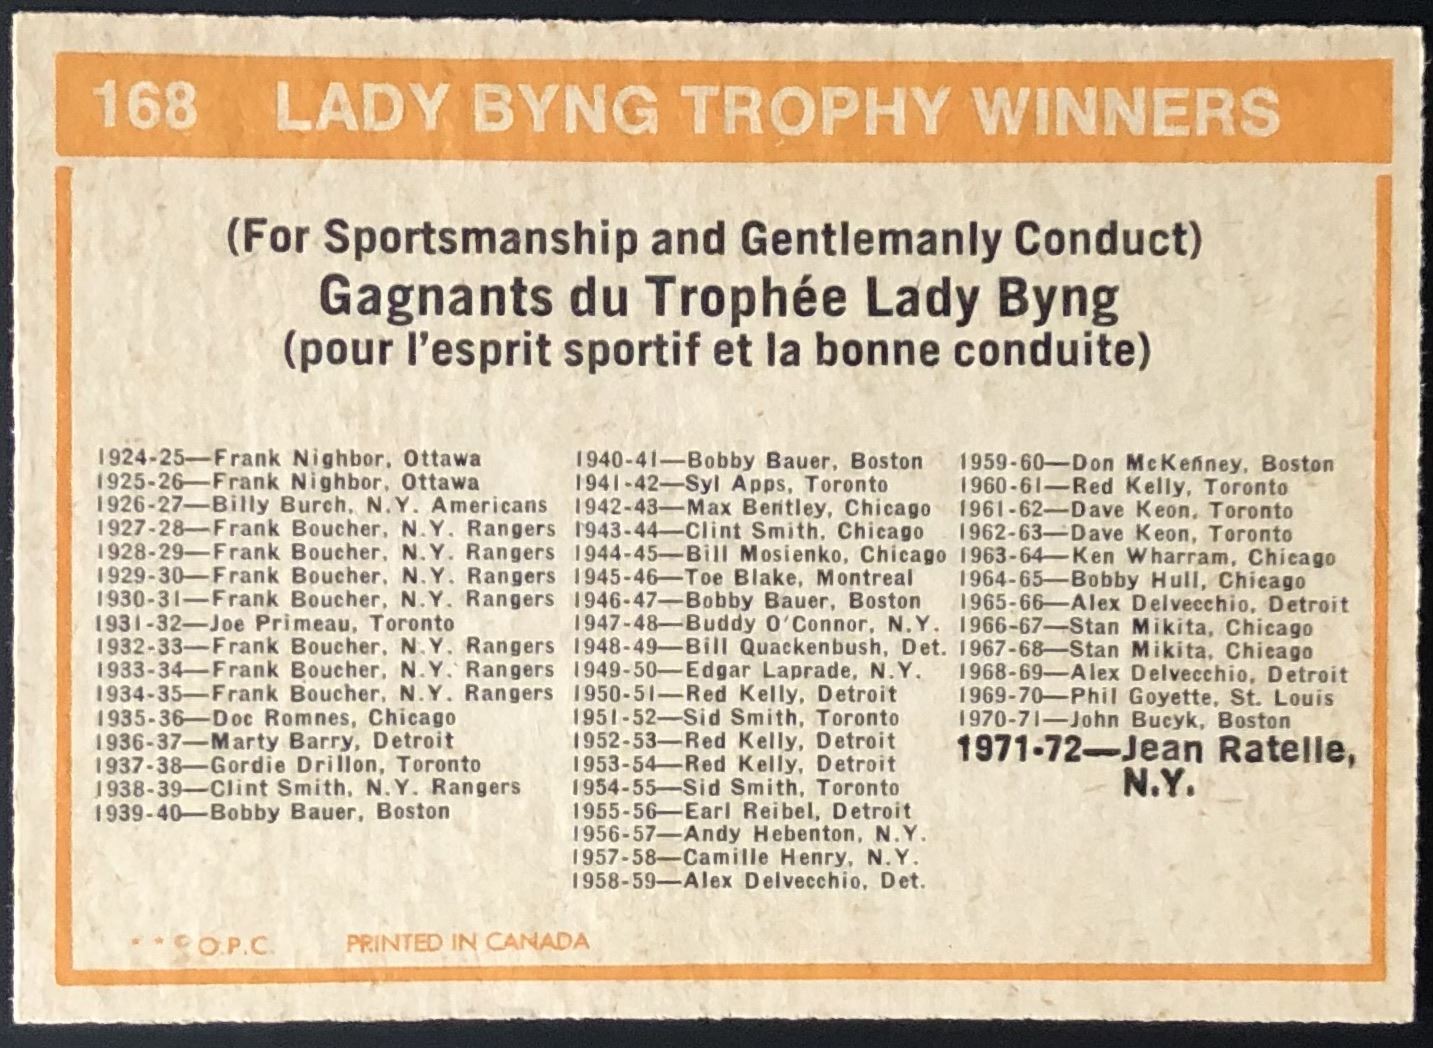 168 LADY BYNG TROPHY WINNERS
(For Sportsmanship and Gentlemanly Conduct)
Gagnants du Trophée Lady Byng
(pour l'esprit sportif et la bonne conduite)
1924-25—Frank Nighbor, Ottawa
1925-26—Frank Nighbor, Ottawa
1926-27—Billy Burch, N.Y. Americans
1927-28—Frank Boucher, N.Y. Rangers
1928-29—Frank Boucher, N.Y. Rangers
1929-30—Frank Boucher, N.Y. Rangers
1930-31—Frank Boucher, N.Y. Rangers
1931-32—Joe Primeau, Toronto
1932-33—Frank Boucher, N.Y. Rangers
1933-34—Frank Boucher, N.Y. Rangers
1934-35—Frank Boucher, N.Y. Rangers
1935-36—Doc Romnes, Chicago
1936-37—Marty Barry, Detroit
1937-38—Gordie Drillon, Toronto
1938-39—Clint Smith, N.Y. Rangers
1939-40—Bobby Bauer, Boston
1940-41—Bobby Bauer, Boston
1941-42—Syl Apps, Toronto
1942-43—Max Bentley, Chicago
1943-44—Clint Smith, Chicago
1944-45—Bill Mosienko, Chicago
1945-46—Toe Blake, Montreal
1946-47—Bobby Bauer, Boston
1947-48—Buddy O'Connor, N.Y.
1948-49—Bill Quackenbush, Det.
1949-50—Edgar Laprade, N.Y.
1950-51—Red Kelly, Detroit
1951-52—Sid Smith, Toronto
1952-53—Red Kelly, Detroit
1953-54—Red Kelly, Detroit
1954-55—Sid Smith, Toronto
1955-56—Earl Reibel, Detroit
1956-57—Andy Hebenton, N.Y.
1957-58—Camille Henry, N.Y.
1958-59—Alex Delvecchio, Det.
1959-60—Don McKenney, Boston
1960-61—Red Kelly, Toronto
1961-62—Dave Keon, Toronto
1962-63—Dave Keon, Toronto
1963-64—Ken Wharram, Chicago
1964-65—Bobby Hull, Chicago
1965-66—Alex Delvecchio, Detroit
1966-67—Stan Mikita, Chicago
1967-68—Stan Mikita, Chicago
1968-69—Alex Delvecchio, Detroit
1969-70—Phil Goyette, St. Louis
1970-71—John Bucyk, Boston
1971-72—Jean Ratelle,
N.Y.
* * © O.P.C. PRINTED IN CANADA